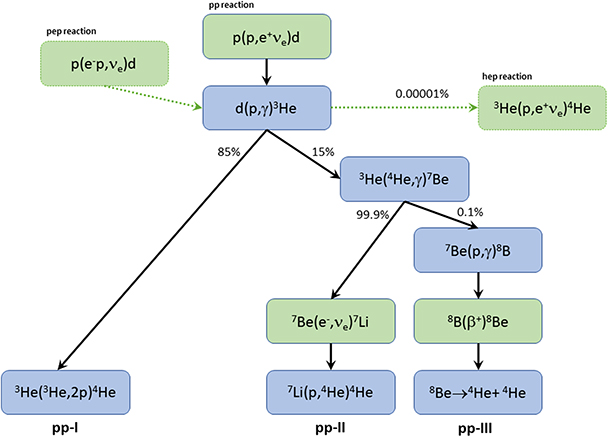 pp reaction
pep reaction
p(p,e⁺νₑ)d
p(e⁻p,νₑ)d
hep reaction
d(p,γ)³He
0.00001%
³He(p,e⁺νₑ)⁴He
85%
15%
³He(⁴He,γ)⁷Be
99.9%
0.1%
⁷Be(p,γ)⁸B
⁷Be(e⁻,νₑ)⁷Li
⁸B(β⁺)⁸Be
³He(³He,2p)⁴He
⁷Li(p,⁴He)⁴He
⁸Be→⁴He+ ⁴He
pp-I
pp-II
pp-III